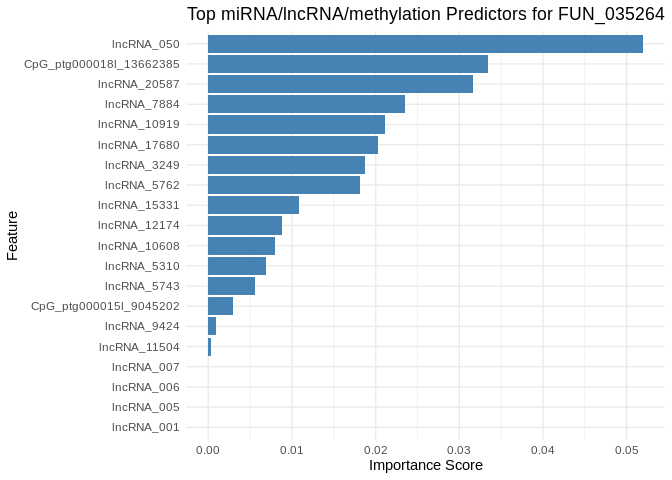 Top miRNA/lncRNA/methylation Predictors for FUN_035264
Feature
lncRNA_050
CpG_ptg000018l_13662385
lncRNA_20587
lncRNA_7884
lncRNA_10919
lncRNA_17680
lncRNA_3249
lncRNA_5762
lncRNA_15331
lncRNA_12174
lncRNA_10608
lncRNA_5310
lncRNA_5743
CpG_ptg000015l_9045202
lncRNA_9424
lncRNA_11504
lncRNA_007
lncRNA_006
lncRNA_005
lncRNA_001
0.00 0.01 0.02 0.03 0.04 0.05
Importance Score